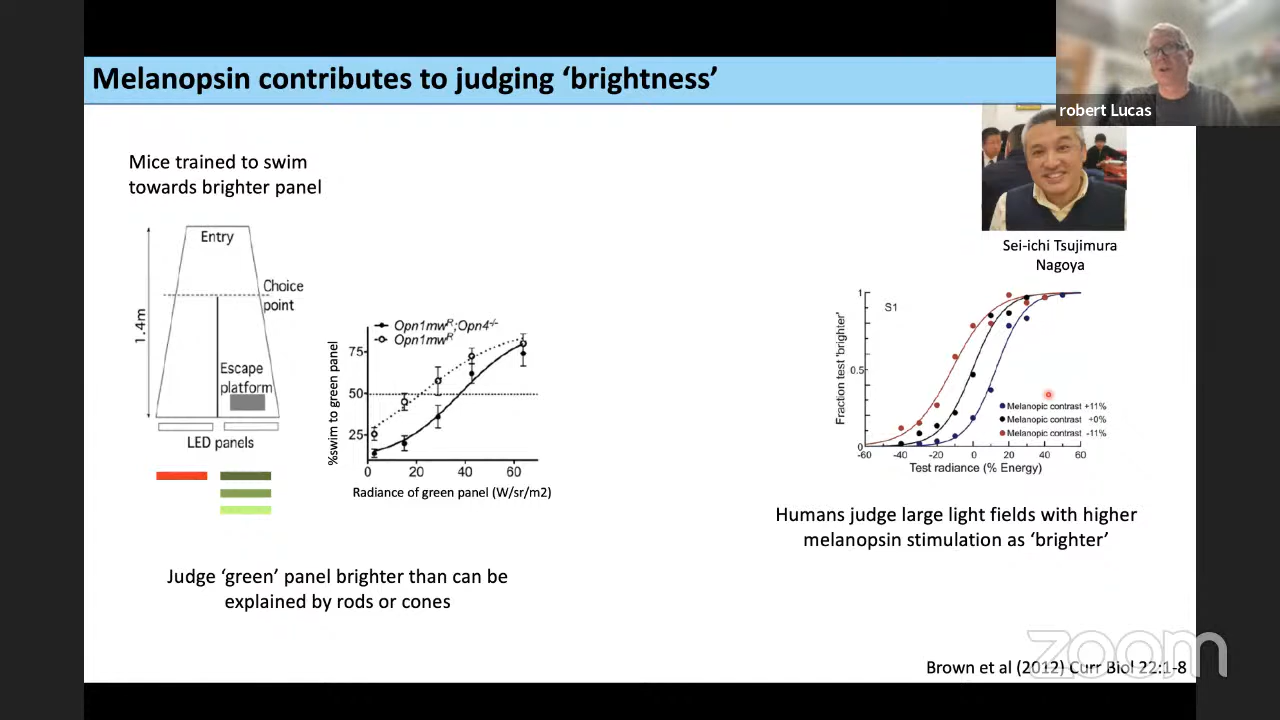 Melanopsin contributes to judging ‘brightness’
robert Lucas
Mice trained to swim
towards brighter panel
Entry
Choice
point
1.4m
Escape
platform
LED panels
%swim to green panel
Opn1mwᴿ;Opn4⁻/⁻
Opn1mwᴿ
75
50
25
0
20
40
60
Radiance of green panel (W/sr/m2)
Judge ‘green’ panel brighter than can be
explained by rods or cones
Sei-ichi Tsujimura
Nagoya
Fraction test 'brighter'
1
0.5
0
S1
Melanopic contrast +11%
Melanopic contrast +0%
Melanopic contrast -11%
-60 -40 -20 0 20 40 60
Test radiance (% Energy)
Humans judge large light fields with higher
melanopsin stimulation as ‘brighter’
Brown et al (2012) Curr Biol 22:1-8
zoom